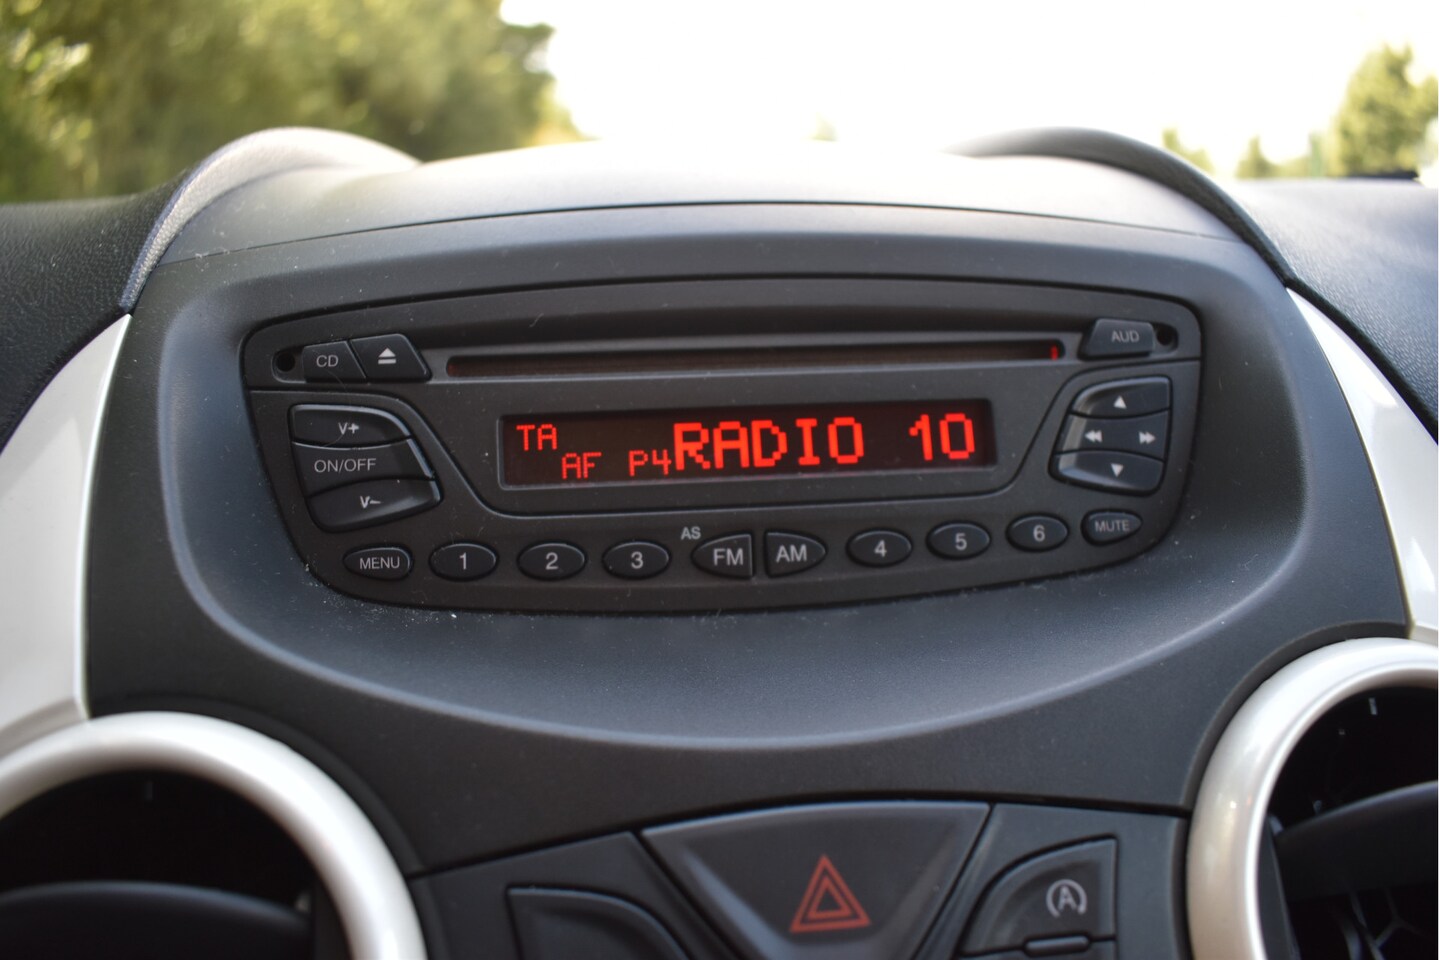 CD
AUD
V+
ON/OFF
V-
TA
AF P4 RADIO 10
MENU 1 2 3 AS FM AM 4 5 6 MUTE
A